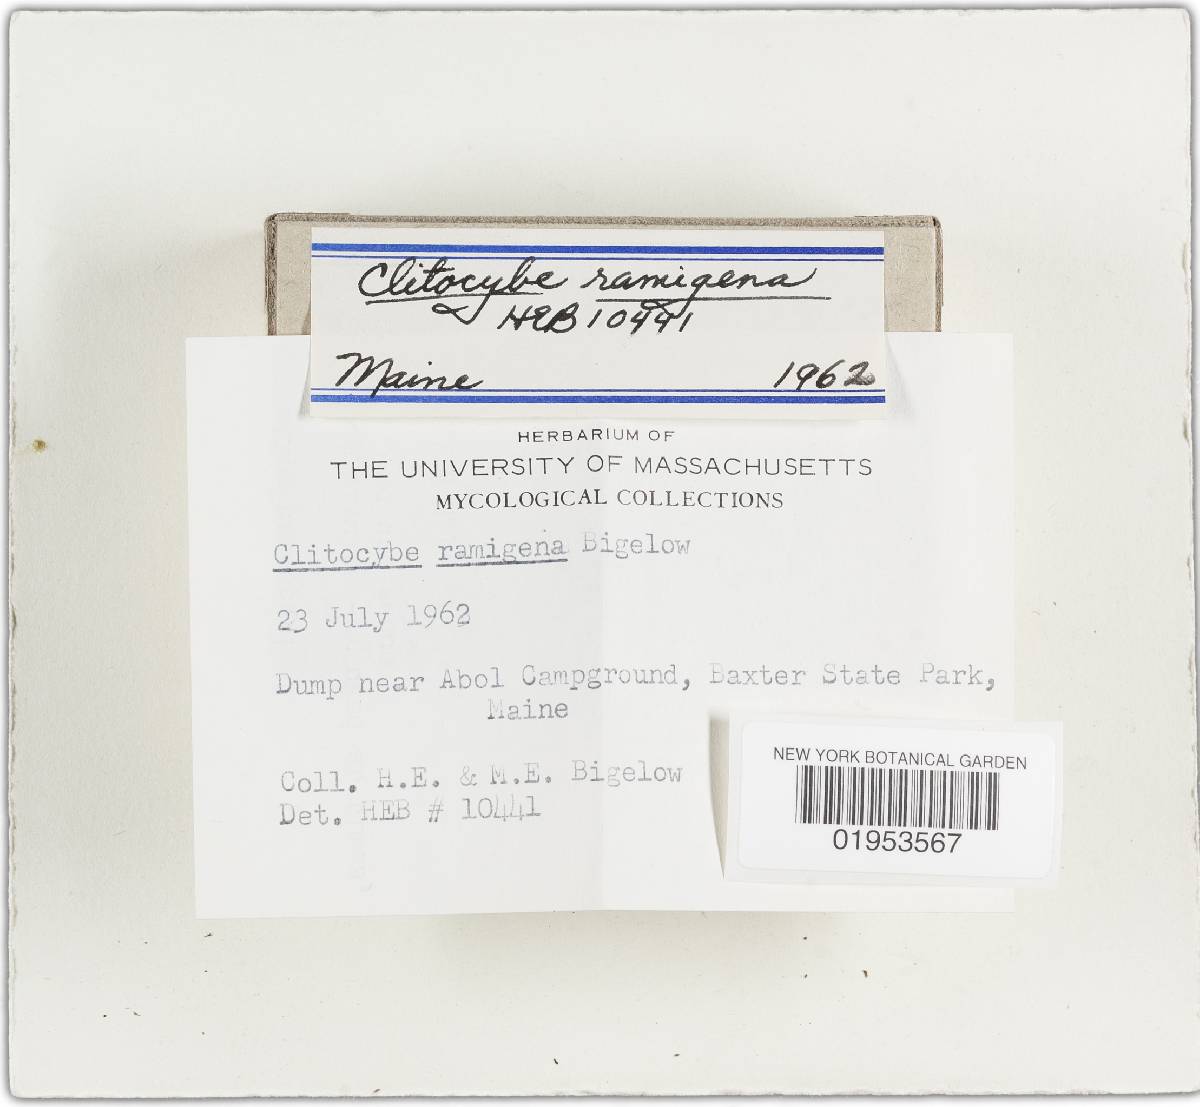 Clitocybe ramigena
HEB 10441
Maine 1962
HERBARIUM OF
THE UNIVERSITY OF MASSACHUSETTS
MYCOLOGICAL COLLECTIONS
Clitocybe ramigena Bigelow
23 July 1962
Dump near Abol Campground, Baxter State Park,
Maine
Coll. H.E. & M.E. Bigelow
Det. HEB # 10441
NEW YORK BOTANICAL GARDEN
01953567